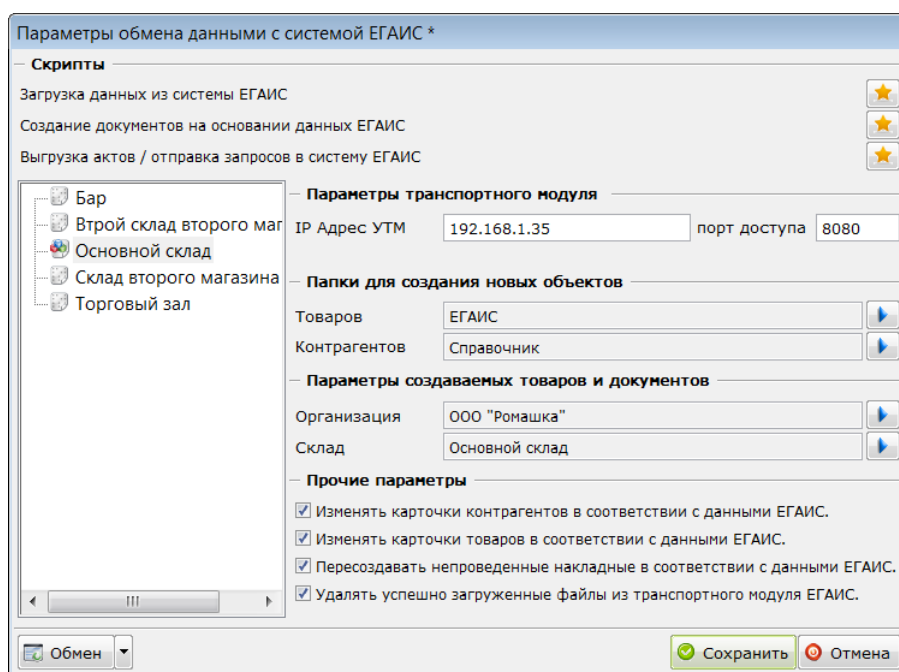 Параметры обмена данными с системой ЕГАИС *
Скрипты
Загрузка данных из системы ЕГАИС
Создание документов на основании данных ЕГАИС
Выгрузка актов / отправка запросов в систему ЕГАИС
Бар
Втрой склад второго маг
Основной склад
Склад второго магазина
Торговый зал
Параметры транспортного модуля
IP Адрес УТМ 192.168.1.35 порт доступа 8080
Папки для создания новых объектов
Товаров ЕГАИС
Контрагентов Справочник
Параметры создаваемых товаров и документов
Организация ООО "Ромашка"
Склад Основной склад
Прочие параметры
Изменять карточки контрагентов в соответствии с данными ЕГАИС.
Изменять карточки товаров в соответствии с данными ЕГАИС.
Пересоздавать непроведенные накладные в соответствии с данными ЕГАИС.
Удалять успешно загруженные файлы из транспортного модуля ЕГАИС.
Обмен Сохранить Отмена